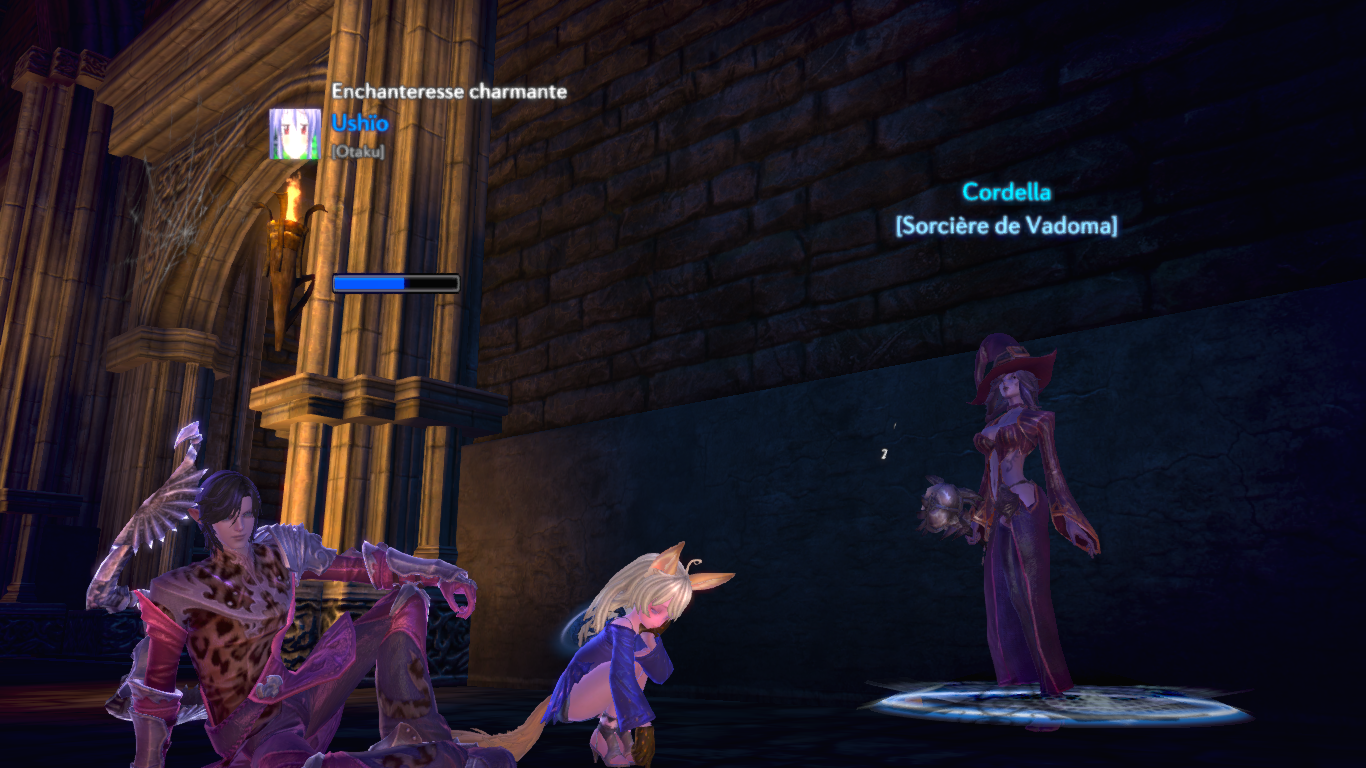 Enchanteresse charmante
Ushïo
[Otaku]
Cordella
[Sorcière de Vadoma]